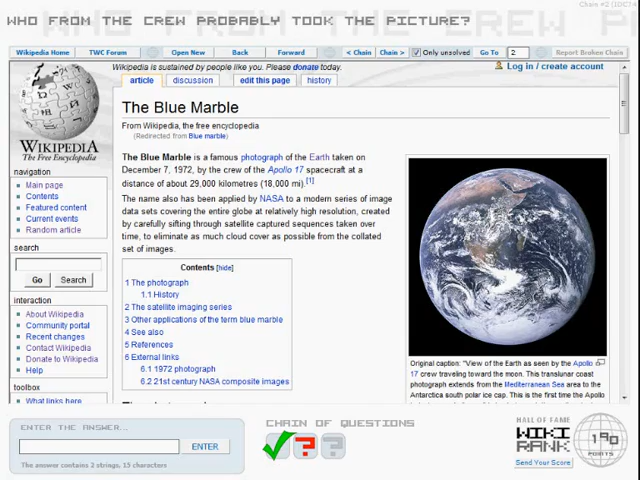 Chain #2 (IDC1
WHO FROM THE CREW PROBABLY TOOK THE PICTURE?
Wikipedia Home TWC Forum Open New Back Forward < Chain Chain > Only unsolved Go To 2 Report Broken Chain
Wikipedia is sustained by people like you. Please donate today.
Log in / create account
article discussion edit this page history
WIKIPEDIA
The Free Encyclopedia
navigation
Main page
Contents
Featured content
Current events
Random article
search
Go Search
interaction
About Wikipedia
Community portal
Recent changes
Contact Wikipedia
Donate to Wikipedia
Help
toolbox
What links here
The Blue Marble
From Wikipedia, the free encyclopedia
(Redirected from Blue marble)
The Blue Marble is a famous photograph of the Earth taken on
December 7, 1972, by the crew of the Apollo 17 spacecraft at a
distance of about 29,000 kilometres (18,000 mi).[1]
The name also has been applied by NASA to a modern series of image
data sets covering the entire globe at relatively high resolution, created
by carefully sifting through satellite captured sequences taken over
time, to eliminate as much cloud cover as possible from the collated
set of images.
Contents [hide]
1 The photograph
1.1 History
2 The satellite imaging series
3 Other applications of the term blue marble
4 See also
5 References
6 External links
6.1 1972 photograph
6.2 21st century NASA composite images
Original caption: "View of the Earth as seen by the Apollo
17 crew traveling toward the moon. This translunar coast
photograph extends from the Mediterranean Sea area to the
Antarctica south polar ice cap. This is the first time the Apollo
ENTER THE ANSWER...
ENTER
The answer contains 2 strings, 15 characters
CHAIN OF QUESTIONS
? ?
HALL OF FAME
WIKI
RANK
Send Your Score
190
POINTS